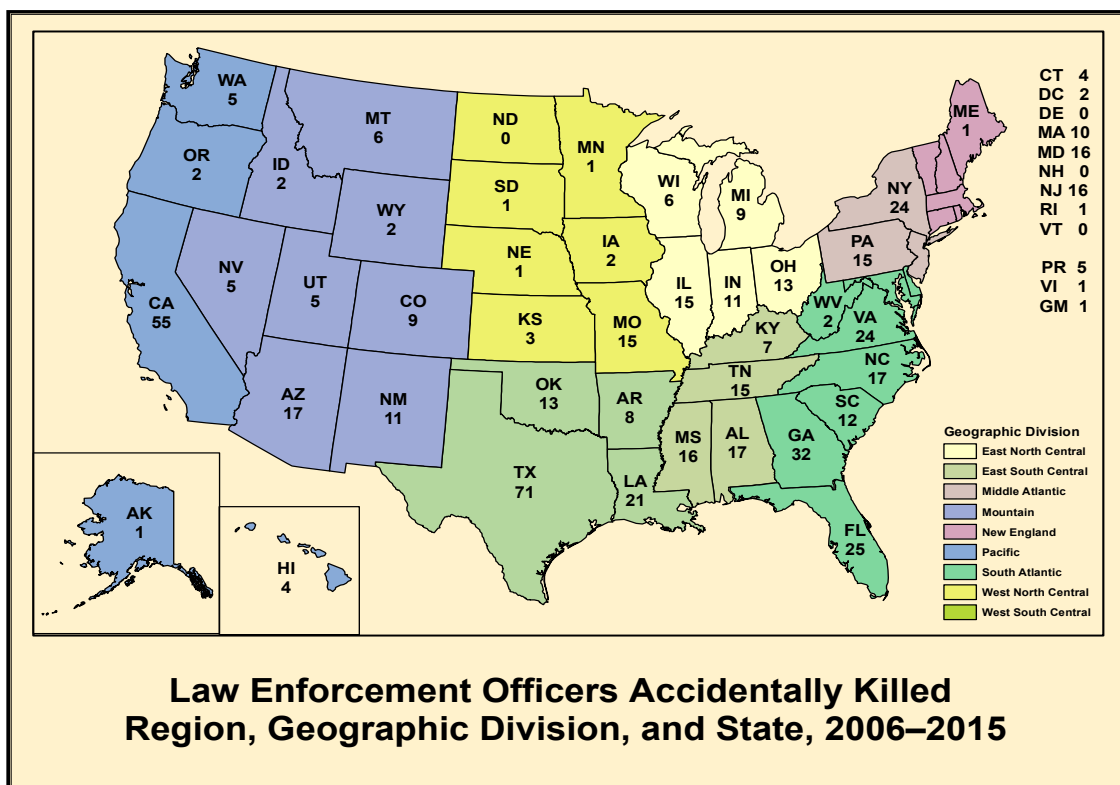 WA
5
OR
2
CA
55
ID
2
NV
5
MT
6
WY
2
UT
5
CO
9
AZ
17
NM
11
ND
0
SD
1
NE
1
KS
3
MN
1
IA
2
MO
15
OK
13
TX
71
AR
8
LA
21
WI
6
MI
9
IL
15
IN
11
OH
13
KY
7
TN
15
MS
16
AL
17
GA
32
FL
25
SC
12
NC
17
VA
24
WV
2
PA
15
NY
24
ME
1
AK
1
HI
4
CT 4
DC 2
DE 0
MA 10
MD 16
NH 0
NJ 16
RI 1
VT 0
PR 5
VI 1
GM 1
Geographic Division
East North Central
East South Central
Middle Atlantic
Mountain
New England
Pacific
South Atlantic
West North Central
West South Central
Law Enforcement Officers Accidentally Killed
Region, Geographic Division, and State, 2006–2015